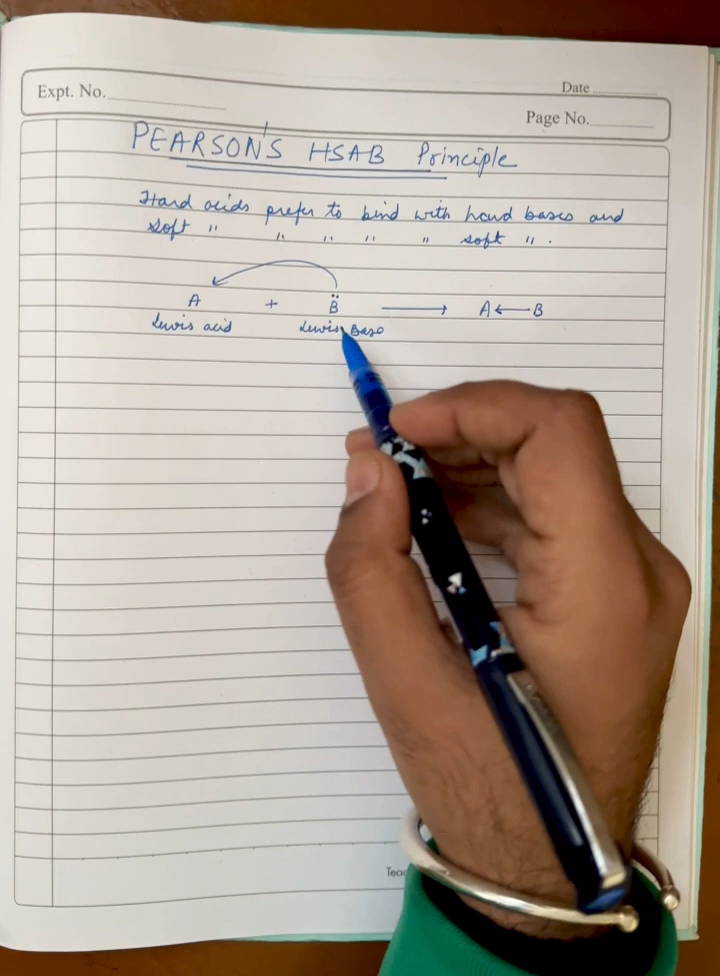 Expt. No.
Date
Page No.
PEARSON'S HSAB Principle
Hard acids prefer to bind with hard bases and
soft " " " " " soft " .
A + B̈ ⟶ A⟵B
Lewis acid Lewis Base